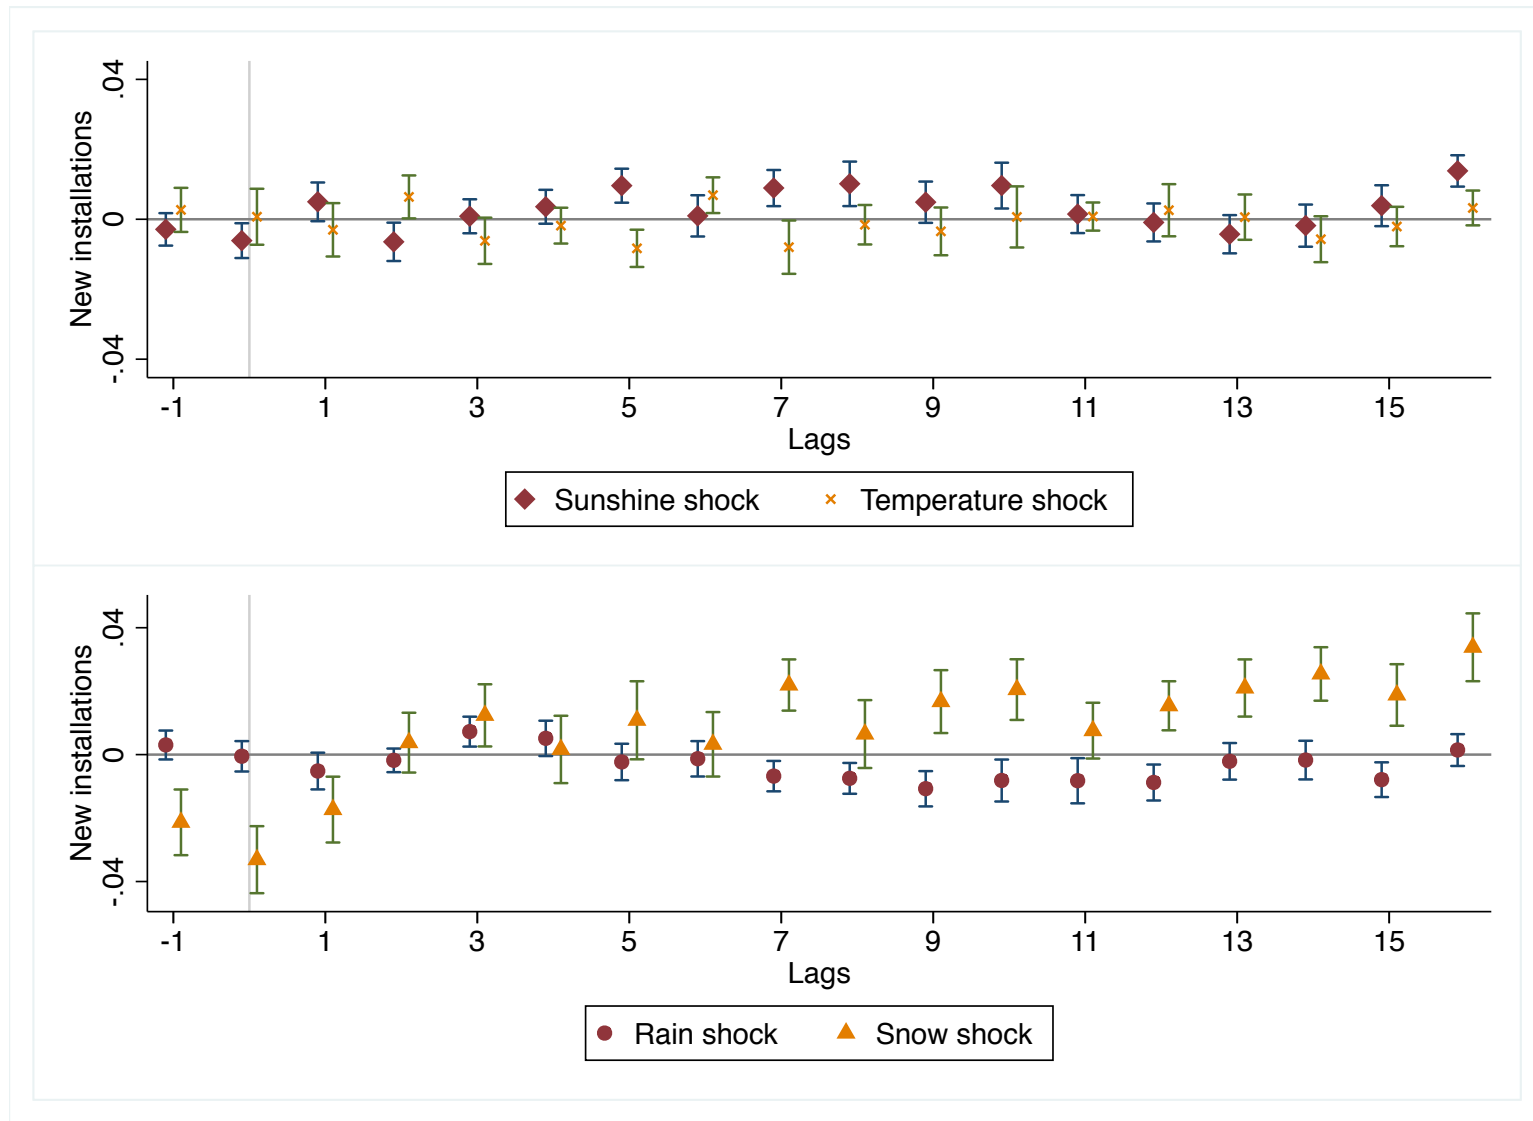 New installations
.04
0
-.04
-1 1 3 5 7 9 11 13 15
Lags
Sunshine shock Temperature shock
New installations
.04
0
-.04
-1 1 3 5 7 9 11 13 15
Lags
Rain shock Snow shock